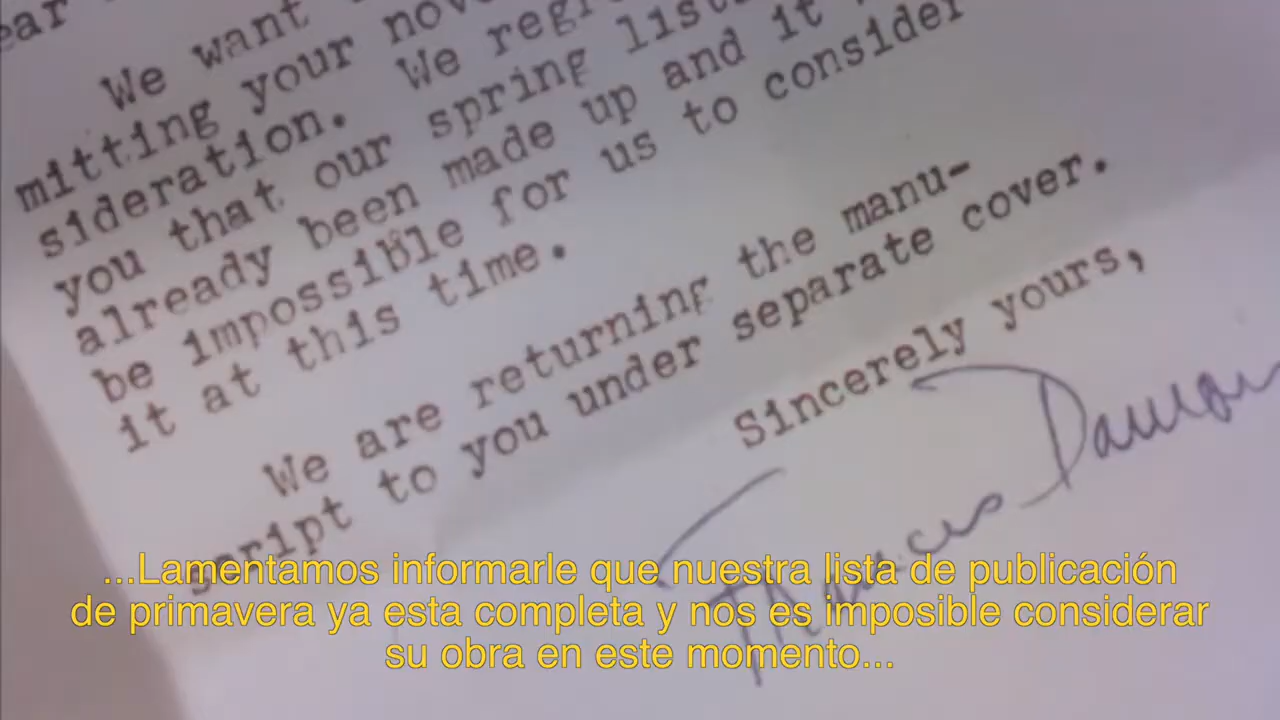 ear
We want
mitting your nov
sideration. We regr
you that our spring list
already been made up and it
be impossible for us to consider
it at this time.
We are returning the manu-
script to you under separate cover.
Sincerely yours,
...Lamentamos informarle que nuestra lista de publicación
de primavera ya esta completa y nos es imposible considerar
su obra en este momento...